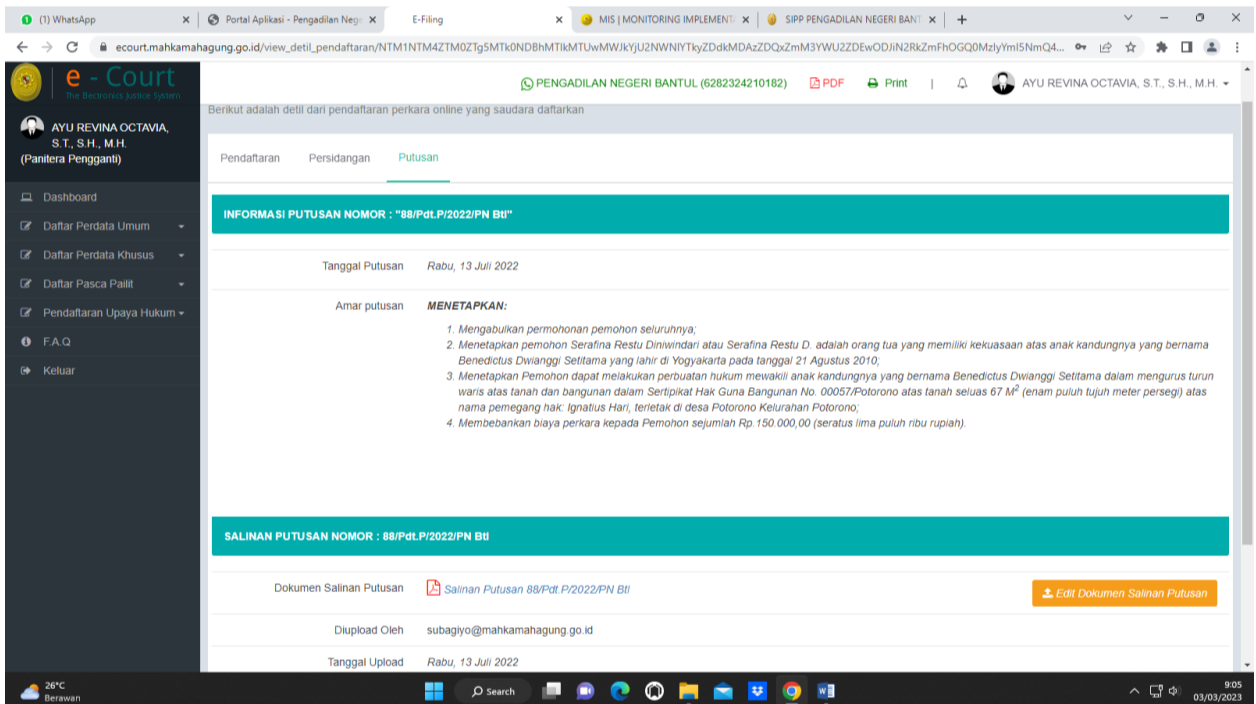 (1) WhatsApp
Portal Aplikasi - Pengadilan Nege
E-Filing
MIS | MONITORING IMPLEMENTA
SIPP PENGADILAN NEGERI BANT
ecourt.mahkamahagung.go.id/view_detil_pendaftaran/
e - Court
The Electronics Justice System
PENGADILAN NEGERI BANTUL (6282324210182)
PDF
Print
|
AYU REVINA OCTAVIA, S.T., S.H., M.H.
AYU REVINA OCTAVIA,
S.T., S.H., M.H.
(Panitera Pengganti)
Dashboard
Daftar Perdata Umum
Daftar Perdata Khusus
Daftar Pasca Pailit
Pendaftaran Upaya Hukum
F.A.Q
Keluar
Berikut adalah detil dari pendaftaran perkara online yang saudara daftarkan
Pendaftaran
Persidangan
Putusan
INFORMASI PUTUSAN NOMOR : "88/Pdt.P/2022/PN Btl"
Tanggal Putusan Rabu, 13 Juli 2022
Amar putusan MENETAPKAN:
1. Mengabulkan permohonan pemohon seluruhnya;
2. Menetapkan pemohon Serafina Restu Diniwindari atau Serafina Restu D. adalah orang tua yang memiliki kekuasaan atas anak kandungnya yang bernama
Benedictus Dwianggi Setitama yang lahir di Yogyakarta pada tanggal 21 Agustus 2010;
3. Menetapkan Pemohon dapat melakukan perbuatan hukum mewakili anak kandungnya yang bernama Benedictus Dwianggi Setitama dalam mengurus turun
waris atas tanah dan bangunan dalam Sertipikat Hak Guna Bangunan No. 00057/Potorono atas tanah seluas 67 M² (enam puluh tujuh meter persegi) atas
nama pemegang hak: Ignatius Hari, terletak di desa Potorono Kelurahan Potorono;
4. Membebankan biaya perkara kepada Pemohon sejumlah Rp.150.000,00 (seratus lima puluh ribu rupiah).
SALINAN PUTUSAN NOMOR : 88/Pdt.P/2022/PN Btl
Dokumen Salinan Putusan Salinan Putusan 88/Pdt.P/2022/PN Btl
Edit Dokumen Salinan Putusan
Diupload Oleh subagiyo@mahkamahagung.go.id
Tanggal Upload Rabu, 13 Juli 2022
26°C
Berawan
Search
9:05
03/03/2023